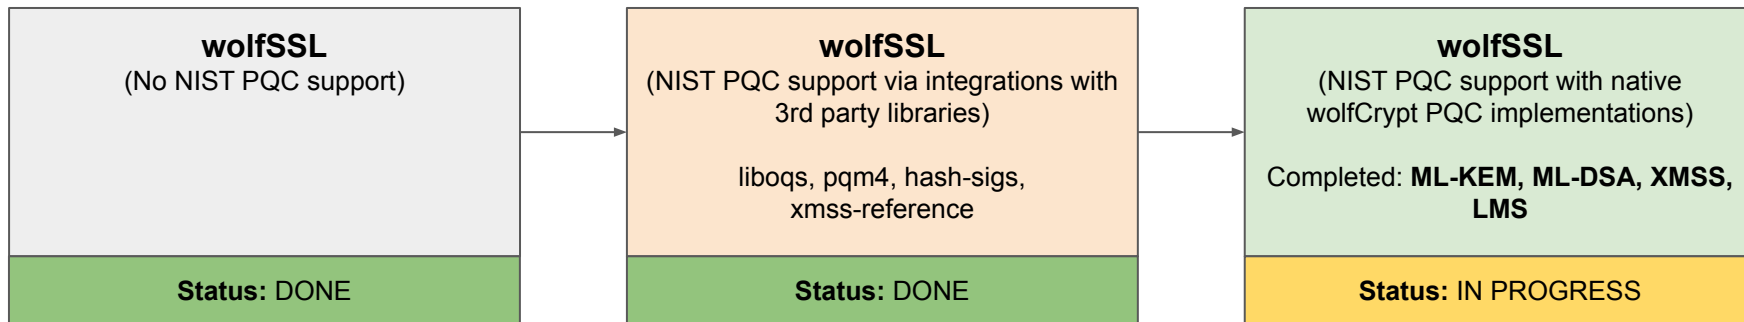 wolfSSL
(No NIST PQC support)
Status: DONE
wolfSSL
(NIST PQC support via integrations with
3rd party libraries)
liboqs, pqm4, hash-sigs,
xmss-reference
Status: DONE
wolfSSL
(NIST PQC support with native
wolfCrypt PQC implementations)
Completed: ML-KEM, ML-DSA, XMSS,
LMS
Status: IN PROGRESS